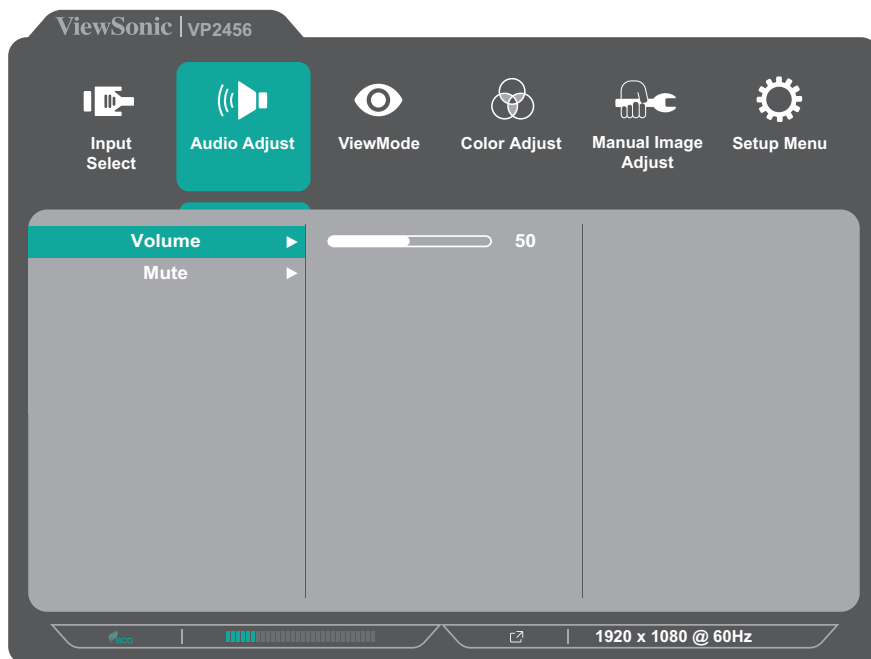 ViewSonic | VP2456
Input Select
Audio Adjust
ViewMode
Color Adjust
Manual Image Adjust
Setup Menu
Volume 50
Mute
eco
1920 x 1080 @ 60Hz